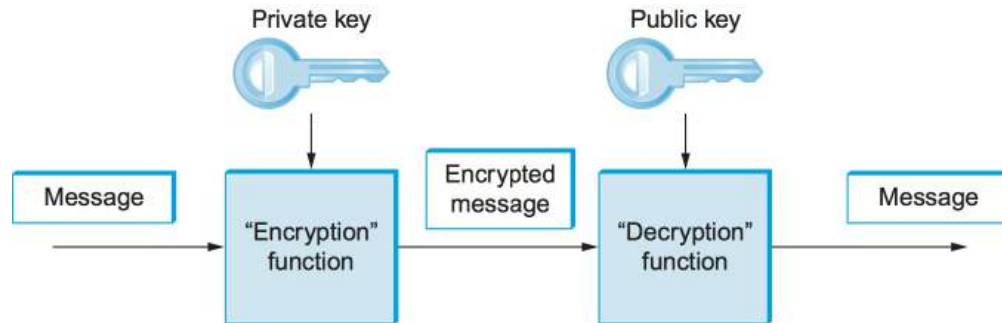 Private key
Public key
Message
“Encryption”
function
Encrypted
message
“Decryption”
function
Message